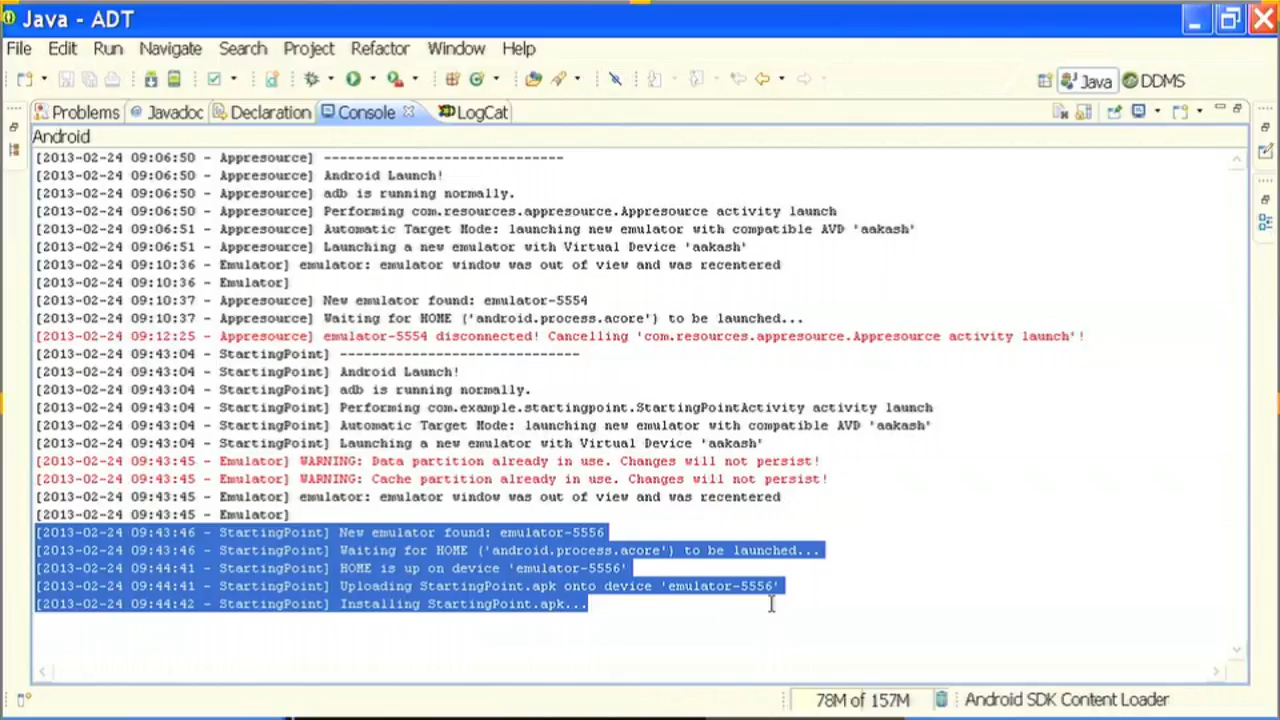 Java - ADT
File Edit Run Navigate Search Project Refactor Window Help
Java DDMS
Problems Javadoc Declaration Console LogCat
Android
[2013-02-24 09:06:50 - Appresource] ------------------------------
[2013-02-24 09:06:50 - Appresource] Android Launch!
[2013-02-24 09:06:50 - Appresource] adb is running normally.
[2013-02-24 09:06:50 - Appresource] Performing com.resources.appresource.Appresource activity launch
[2013-02-24 09:06:51 - Appresource] Automatic Target Mode: launching new emulator with compatible AVD 'aakash'
[2013-02-24 09:06:51 - Appresource] Launching a new emulator with Virtual Device 'aakash'
[2013-02-24 09:10:36 - Emulator] emulator: emulator window was out of view and was recentered
[2013-02-24 09:10:36 - Emulator]
[2013-02-24 09:10:37 - Appresource] New emulator found: emulator-5554
[2013-02-24 09:10:37 - Appresource] Waiting for HOME ('android.process.acore') to be launched...
[2013-02-24 09:12:25 - Appresource] emulator-5554 disconnected! Cancelling 'com.resources.appresource.Appresource activity launch'!
[2013-02-24 09:43:04 - StartingPoint] ------------------------------
[2013-02-24 09:43:04 - StartingPoint] Android Launch!
[2013-02-24 09:43:04 - StartingPoint] adb is running normally.
[2013-02-24 09:43:04 - StartingPoint] Performing com.example.startingpoint.StartingPointActivity activity launch
[2013-02-24 09:43:04 - StartingPoint] Automatic Target Mode: launching new emulator with compatible AVD 'aakash'
[2013-02-24 09:43:04 - StartingPoint] Launching a new emulator with Virtual Device 'aakash'
[2013-02-24 09:43:45 - Emulator] WARNING: Data partition already in use. Changes will not persist!
[2013-02-24 09:43:45 - Emulator] WARNING: Cache partition already in use. Changes will not persist!
[2013-02-24 09:43:45 - Emulator] emulator: emulator window was out of view and was recentered
[2013-02-24 09:43:45 - Emulator]
[2013-02-24 09:43:46 - StartingPoint] New emulator found: emulator-5556
[2013-02-24 09:43:46 - StartingPoint] Waiting for HOME ('android.process.acore') to be launched...
[2013-02-24 09:44:41 - StartingPoint] HOME is up on device 'emulator-5556'
[2013-02-24 09:44:41 - StartingPoint] Uploading StartingPoint.apk onto device 'emulator-5556'
[2013-02-24 09:44:42 - StartingPoint] Installing StartingPoint.apk...
78M of 157M Android SDK Content Loader